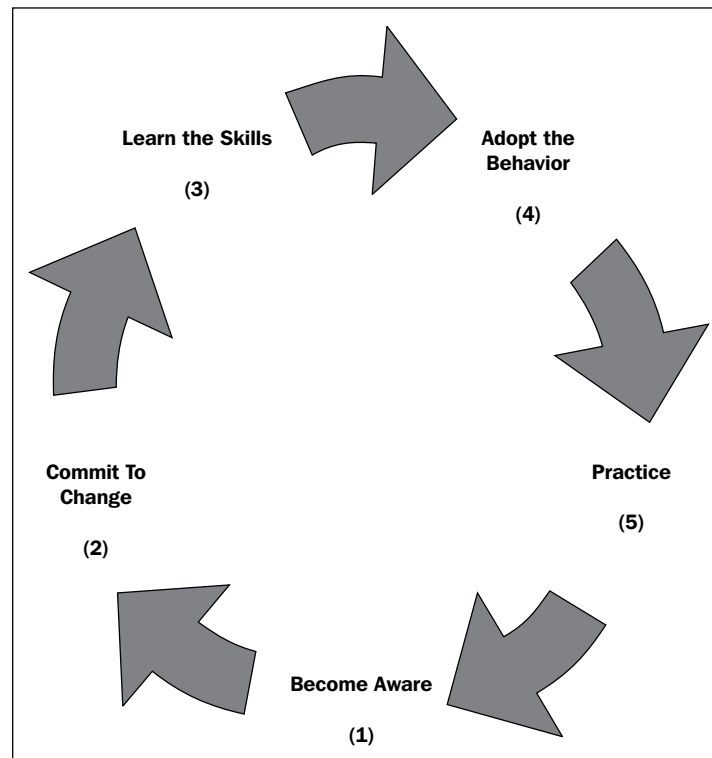 Learn the Skills
(3)
Adopt the
Behavior
(4)
Commit To
Change
(2)
Practice
(5)
Become Aware
(1)